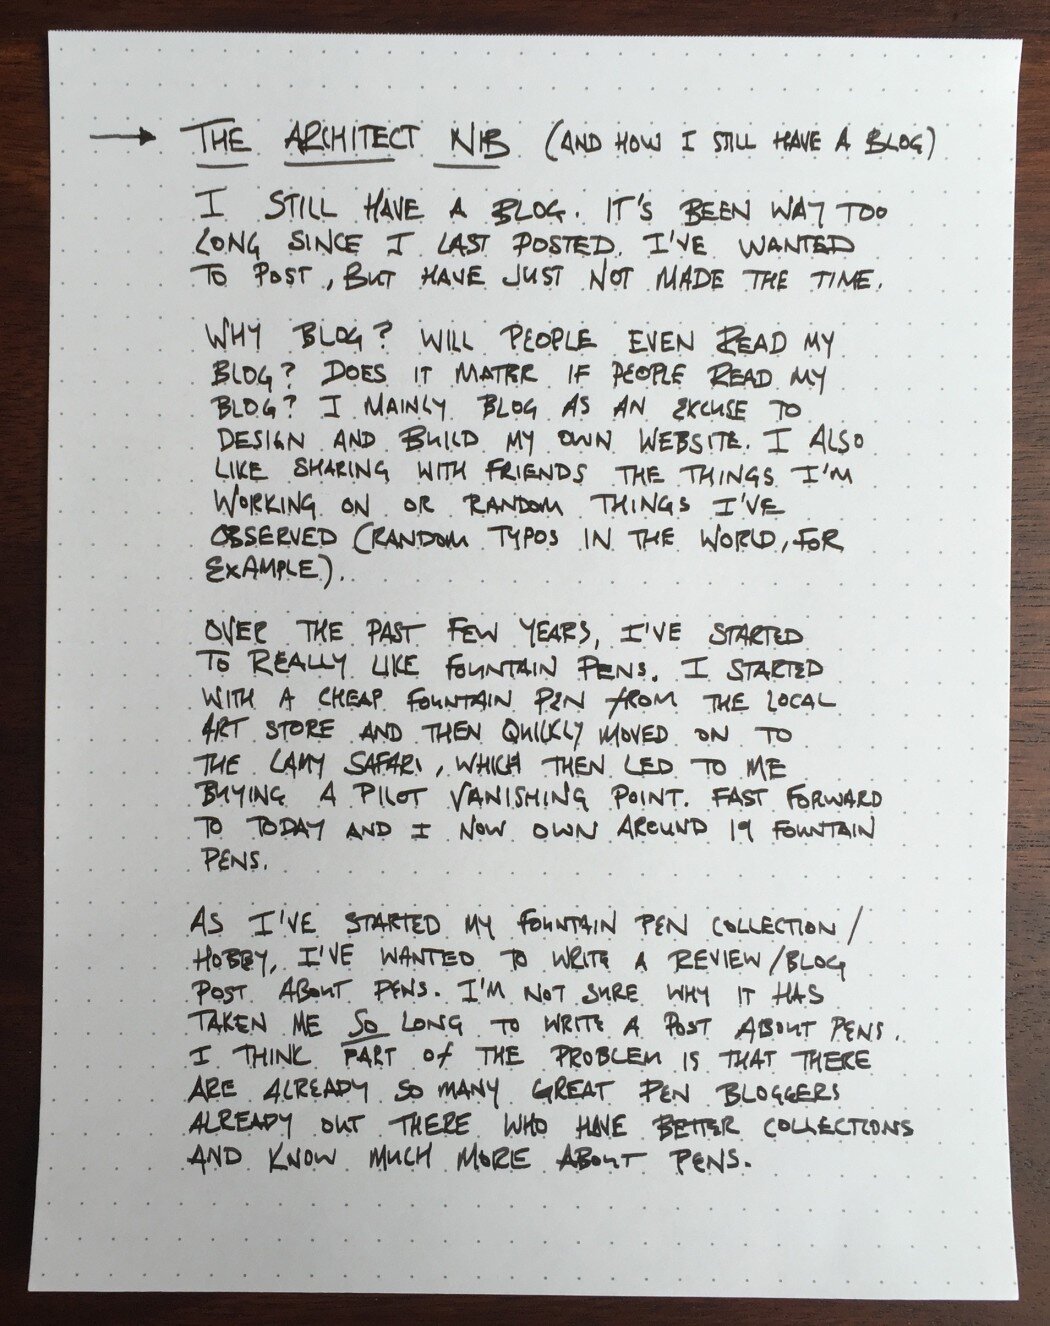 → THE ARCHITECT NIB (AND HOW I STILL HAVE A BLOG)
I STILL HAVE A BLOG. IT'S BEEN WAY TOO
LONG SINCE I LAST POSTED. I'VE WANTED
TO POST, BUT HAVE JUST NOT MADE THE TIME.
WHY BLOG? WILL PEOPLE EVEN READ MY
BLOG? DOES IT MATTER IF PEOPLE READ MY
BLOG? I MAINLY BLOG AS AN EXCUSE TO
DESIGN AND BUILD MY OWN WEBSITE. I ALSO
LIKE SHARING WITH FRIENDS THE THINGS I'M
WORKING ON OR RANDOM THINGS I'VE
OBSERVED (RANDOM TYPOS IN THE WORLD, FOR
EXAMPLE).
OVER THE PAST FEW YEARS, I'VE STARTED
TO REALLY LIKE FOUNTAIN PENS. I STARTED
WITH A CHEAP FOUNTAIN PEN FROM THE LOCAL
ART STORE AND THEN QUICKLY MOVED ON TO
THE LAMY SAFARI, WHICH THEN LED TO ME
BUYING A PILOT VANISHING POINT. FAST FORWARD
TO TODAY AND I NOW OWN AROUND 19 FOUNTAIN
PENS.
AS I'VE STARTED MY FOUNTAIN PEN COLLECTION/
HOBBY, I'VE WANTED TO WRITE A REVIEW/BLOG
POST ABOUT PENS. I'M NOT SURE WHY IT HAS
TAKEN ME SO LONG TO WRITE A POST ABOUT PENS.
I THINK PART OF THE PROBLEM IS THAT THERE
ARE ALREADY SO MANY GREAT PEN BLOGGERS
ALREADY OUT THERE WHO HAVE BETTER COLLECTIONS
AND KNOW MUCH MORE ABOUT PENS.